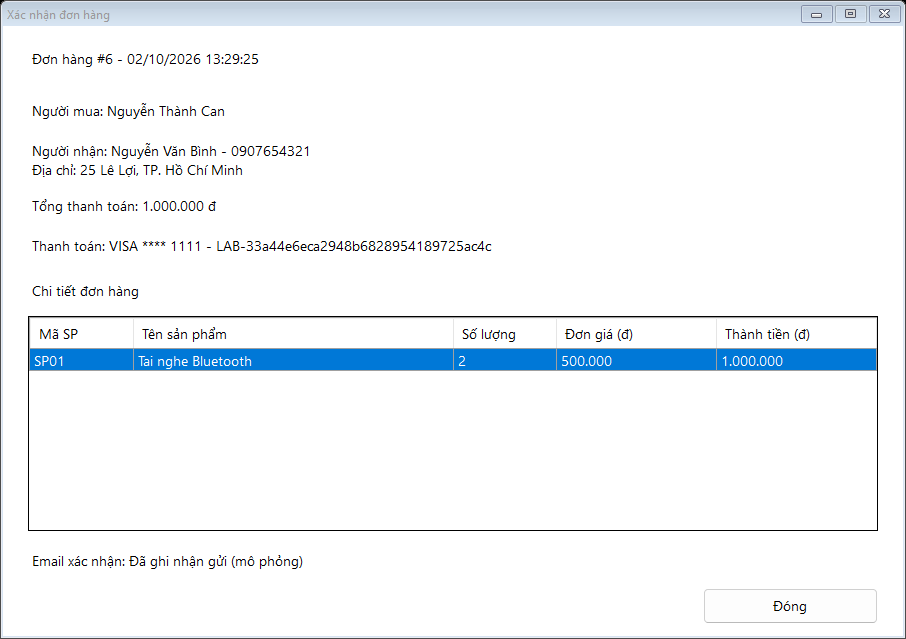 Xác nhận đơn hàng
Đơn hàng #6 - 02/10/2026 13:29:25
Người mua: Nguyễn Thành Can
Người nhận: Nguyễn Văn Bình - 0907654321
Địa chỉ: 25 Lê Lợi, TP. Hồ Chí Minh
Tổng thanh toán: 1.000.000 đ
Thanh toán: VISA **** 1111 - LAB-33a44e6eca2948b6828954189725ac4c
Chi tiết đơn hàng
Mã SP Tên sản phẩm Số lượng Đơn giá (đ) Thành tiền (đ)
SP01 Tai nghe Bluetooth 2 500.000 1.000.000
Email xác nhận: Đã ghi nhận gửi (mô phỏng)
Đóng